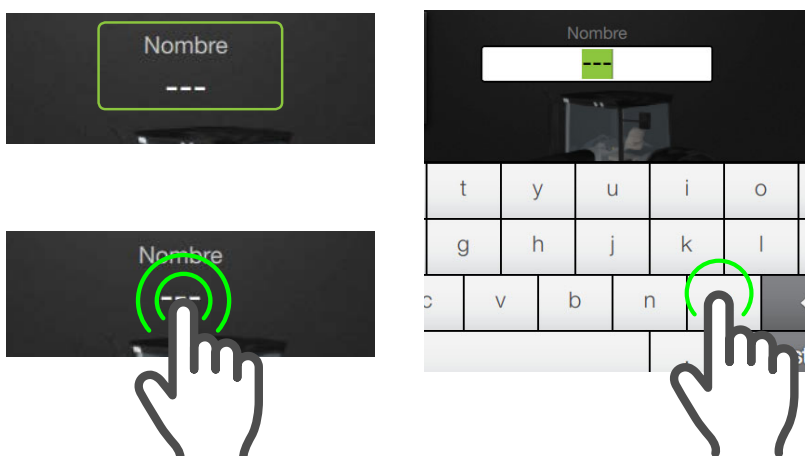 Nombre
---
Nombre
---
Nombre
---
t y u i o
g h j k l
c v b n